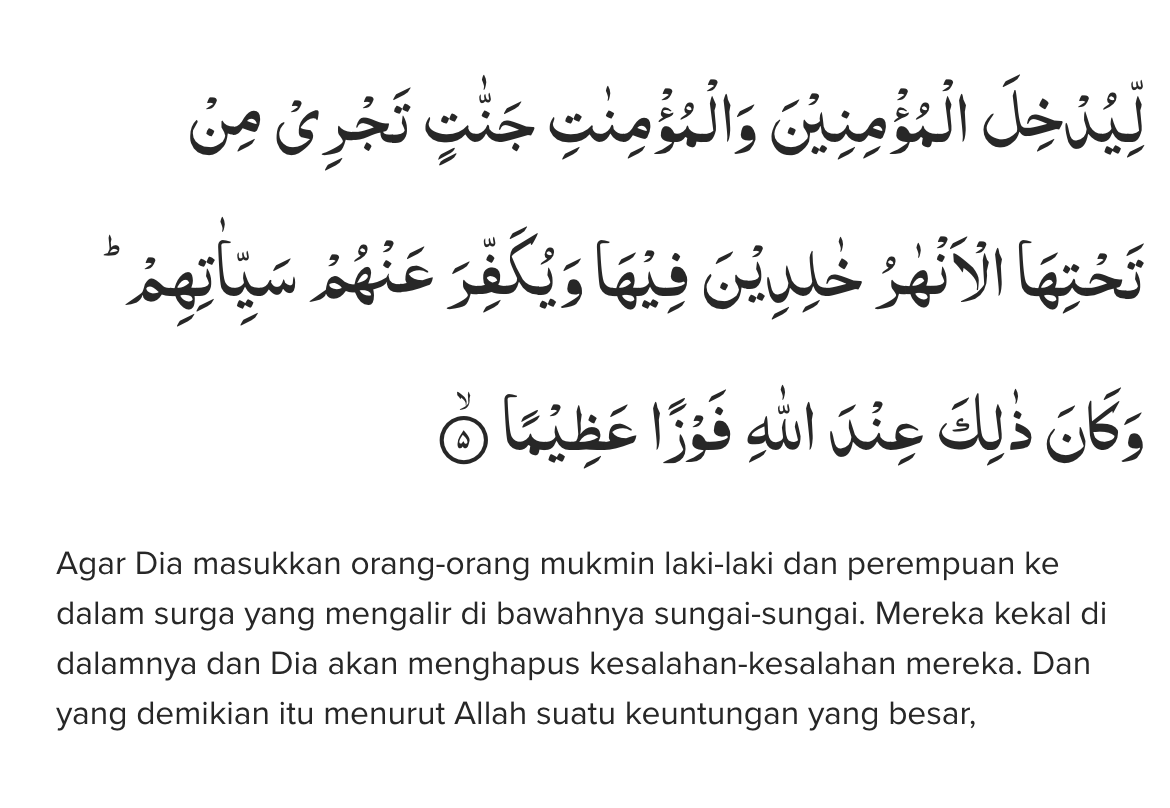 لِّيُدْخِلَ الْمُؤْمِنِيْنَ وَالْمُؤْمِنٰتِ جَنّٰتٍ تَجْرِيْ مِنْ
تَحْتِهَا الْاَنْهٰرُ خٰلِدِيْنَ فِيْهَا وَيُكَفِّرَ عَنْهُمْ سَيِّاٰتِهِمْۗ
وَكَانَ ذٰلِكَ عِنْدَ اللّٰهِ فَوْزًا عَظِيْمًاۙ ۝٥
Agar Dia masukkan orang-orang mukmin laki-laki dan perempuan ke
dalam surga yang mengalir di bawahnya sungai-sungai. Mereka kekal di
dalamnya dan Dia akan menghapus kesalahan-kesalahan mereka. Dan
yang demikian itu menurut Allah suatu keuntungan yang besar,